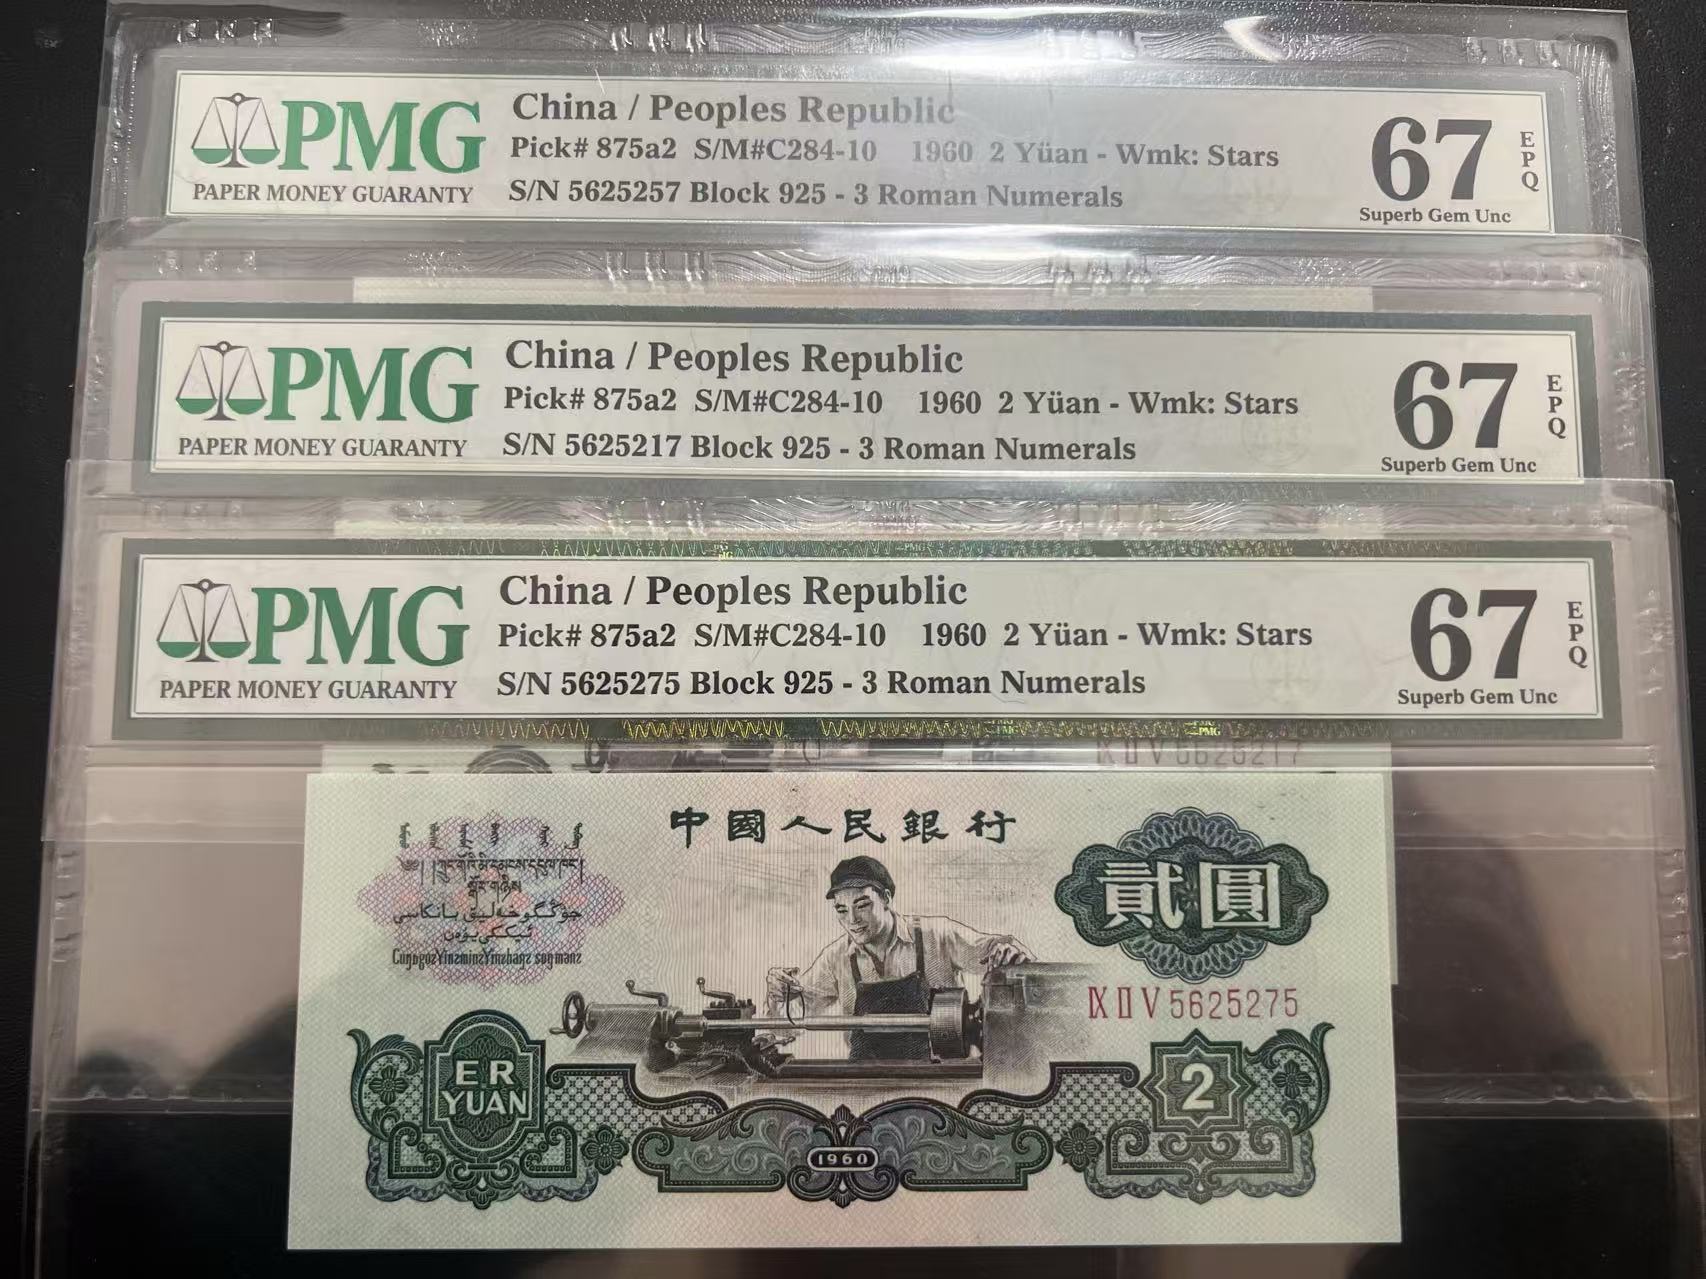 PMG
PAPER MONEY GUARANTY
China / Peoples Republic
Pick# 875a2 S/M#C284-10 1960 2 Yüan - Wmk: Stars
S/N 5625257 Block 925 - 3 Roman Numerals
67
EPQ
Superb Gem Unc
PMG
PAPER MONEY GUARANTY
China / Peoples Republic
Pick# 875a2 S/M#C284-10 1960 2 Yüan - Wmk: Stars
S/N 5625217 Block 925 - 3 Roman Numerals
67
EPQ
Superb Gem Unc
PMG
PAPER MONEY GUARANTY
China / Peoples Republic
Pick# 875a2 S/M#C284-10 1960 2 Yüan - Wmk: Stars
S/N 5625275 Block 925 - 3 Roman Numerals
67
EPQ
Superb Gem Unc
IX II V 5625217
中國人民銀行
貳圓
IX II V 5625275
ER
YUAN
2
1960